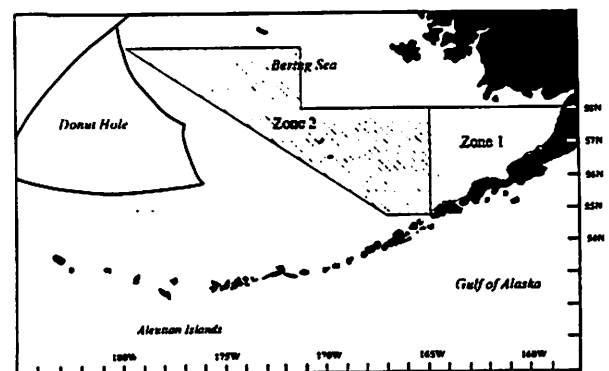 Bering Sea
Donut Hole
Zone 2
Zone 1
58N
57N
56N
55N
54N
Gulf of Alaska
Aleutian Islands
180W
175W
170W
165W
160W